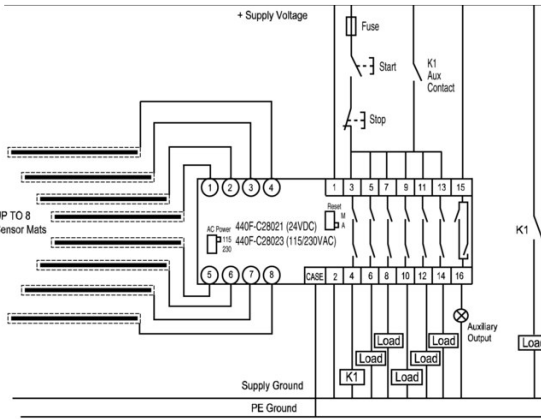 + Supply Voltage
Fuse
Start
K1
Aux
Contact
Stop
1 2 3 4
1 3 5 7 9 11 13 15
UP TO 8
Sensor Mats
AC Power
115
230
440F-C28021 (24VDC)
440F-C28023 (115/230VAC)
Reset
M
A
K1
5 6 7 8
CASE 2 4 6 8 10 12 14 16
Auxiliary
Output
Load Load Load
Load Load
K1 Load
Supply Ground
PE Ground